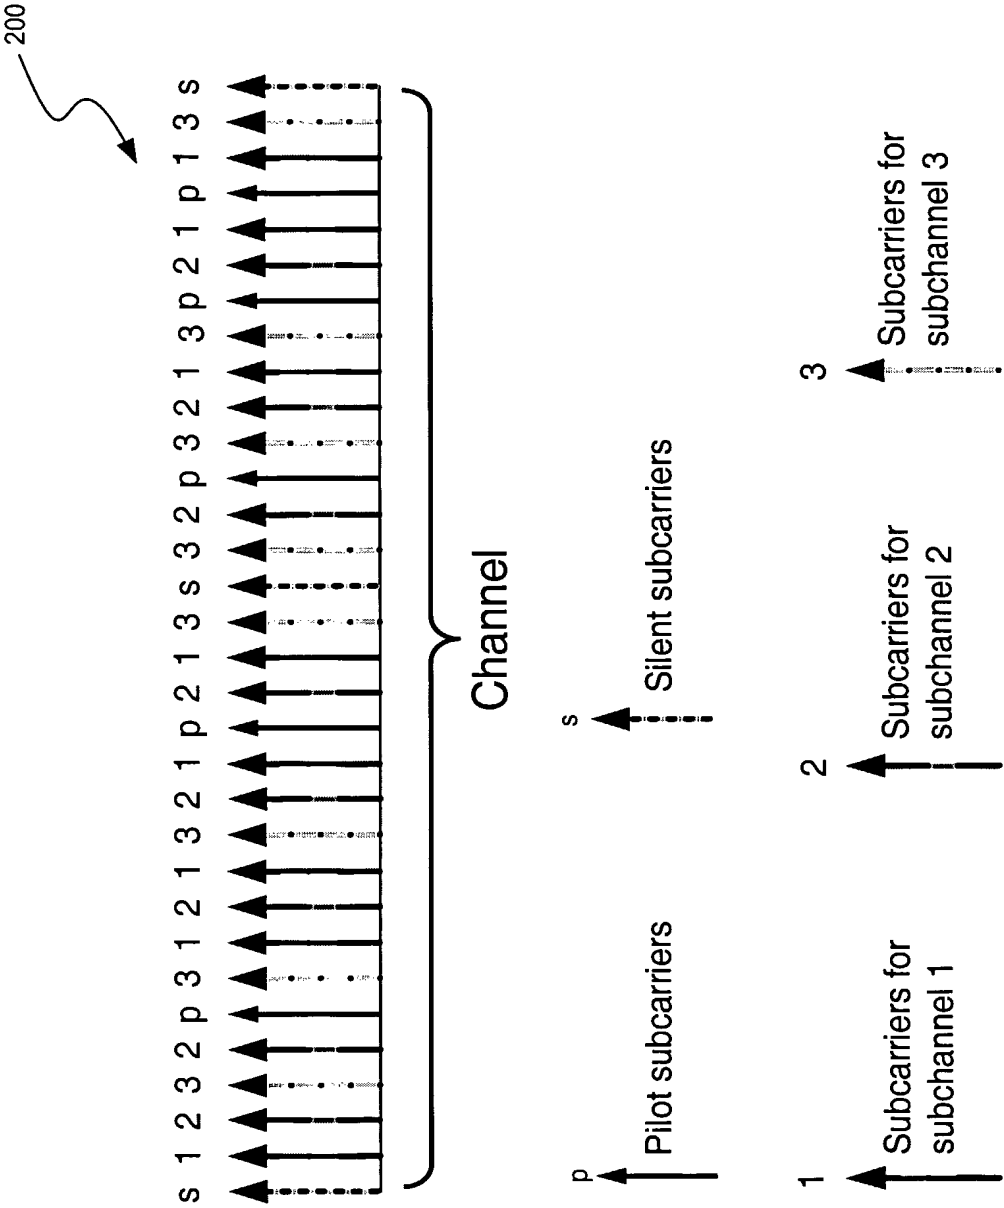 200
s 1 2 3 2 p 3 1 2 1 3 2 1 p 2 1 3 s 3 2 p 3 2 1 3 p 2 1 p 1 3 s
Channel
p
Pilot subcarriers
s
Silent subcarriers
1
Subcarriers for
subchannel 1
2
Subcarriers for
subchannel 2
3
Subcarriers for
subchannel 3